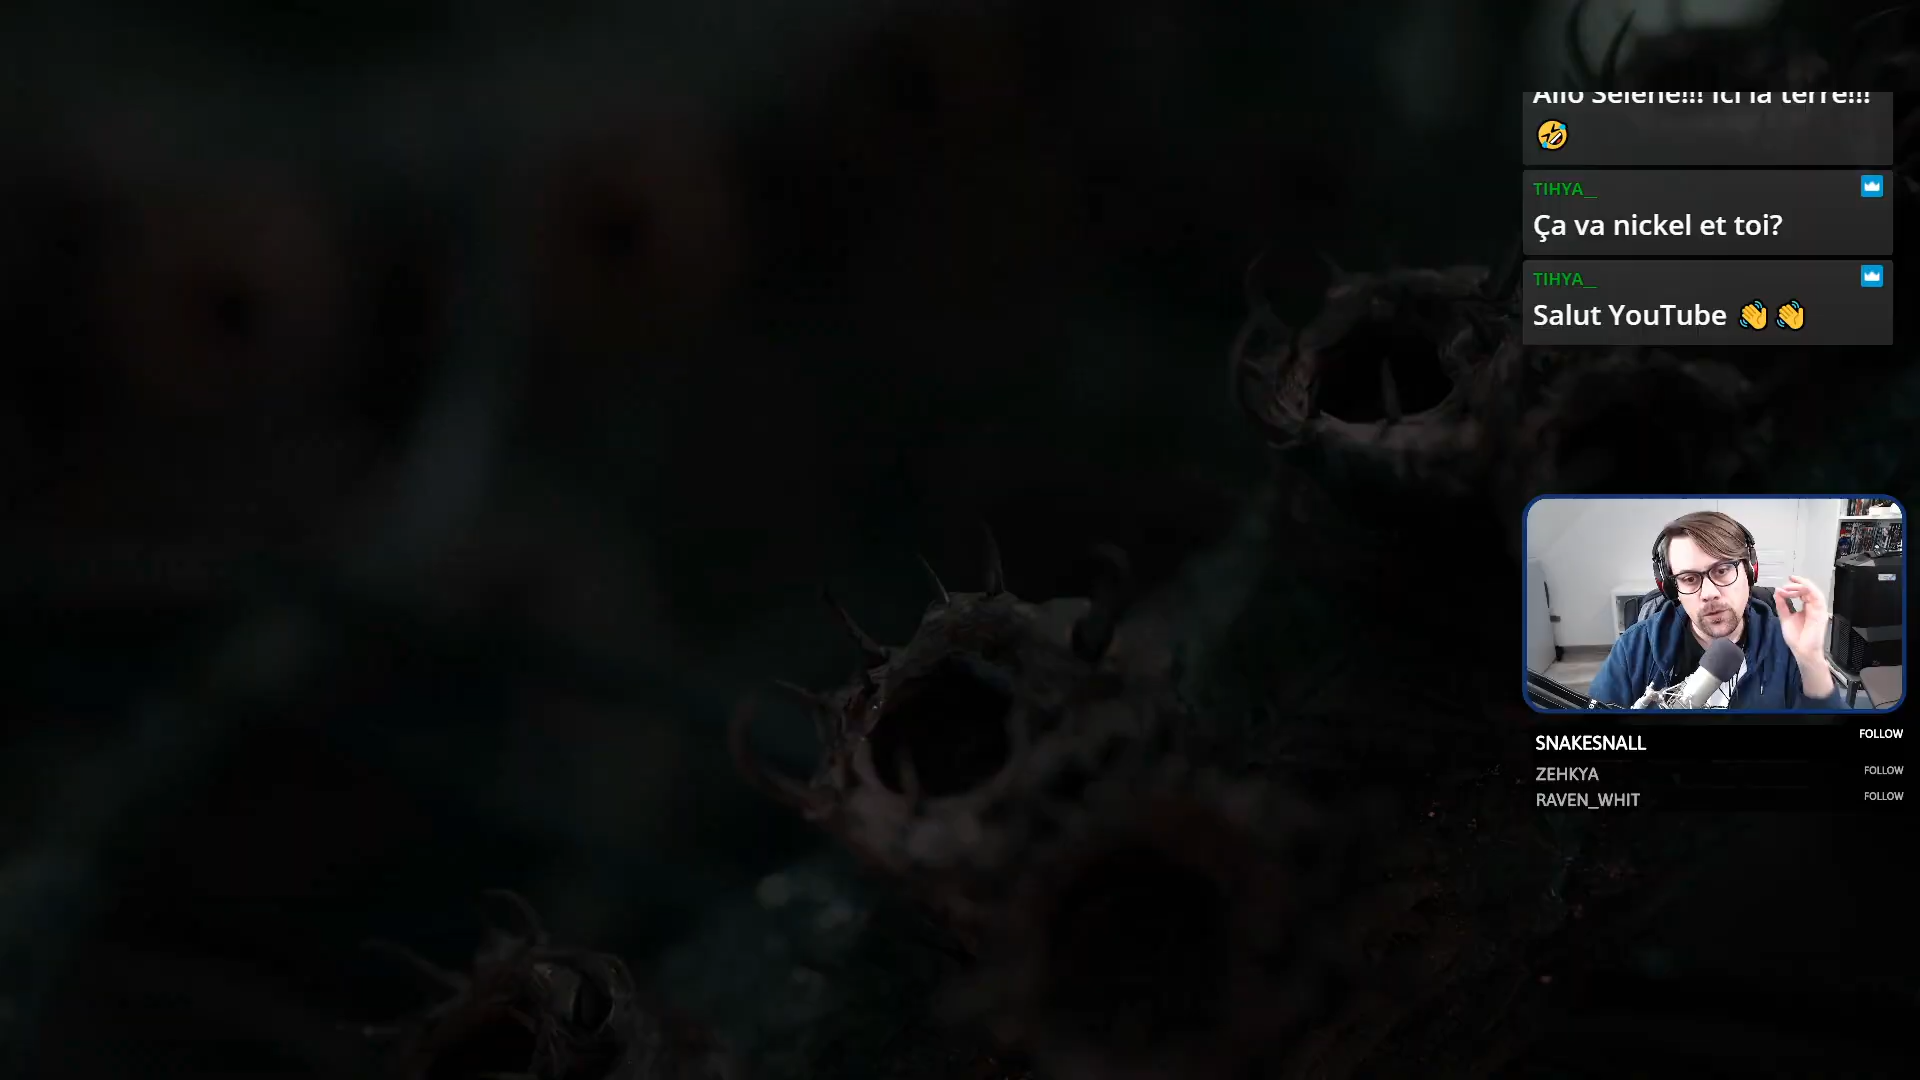 Allo Selene!!! Ici la terre!!!
🤣
TIHYA__
Ça va nickel et toi?
TIHYA__
Salut YouTube 👋 👋
SNAKESNALL FOLLOW
ZEHKYA FOLLOW
RAVEN_WHIT FOLLOW